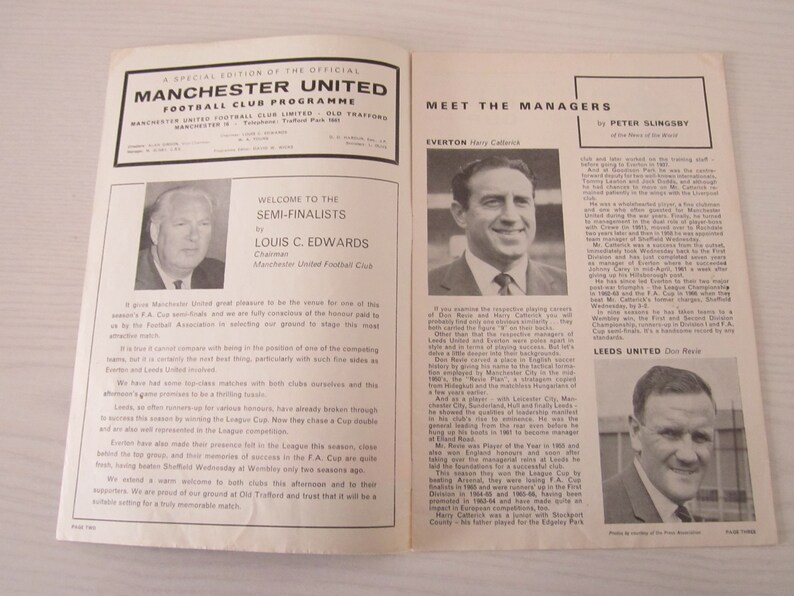 A SPECIAL EDITION OF THE OFFICIAL
MANCHESTER UNITED
FOOTBALL CLUB PROGRAMME
MANCHESTER UNITED FOOTBALL CLUB LIMITED - OLD TRAFFORD
MANCHESTER 16 - Telephone: Trafford Park 1661
Chairman: LOUIS C. EDWARDS
WELCOME TO THE
SEMI-FINALISTS
by
LOUIS C. EDWARDS
Chairman
Manchester United Football Club
It gives Manchester United great pleasure to be the venue for one of this
season's F.A. Cup semi-finals and we are fully conscious of the honour paid to
us by the Football Association in selecting our ground to stage this most
attractive match.
It is true it cannot compare with being in the position of one of the competing
teams, but it is certainly the next best thing, particularly with such fine sides as
Everton and Leeds United involved.
We have had some top-class matches with both clubs ourselves and this
afternoon's game promises to be a thrilling tussle.
Leeds, so often runners-up for various honours, have already broken through
to success this season by winning the League Cup. Now they chase a Cup double
and are also well represented in the League competition.
Everton have also made their presence felt in the League this season, close
behind the top group, and their memories of success in the F.A. Cup are quite
fresh, having beaten Sheffield Wednesday at Wembley only two seasons ago.
We extend a warm welcome to both clubs this afternoon and to their
supporters. We are proud of our ground at Old Trafford and trust that it will be a
suitable setting for a truly memorable match.
PAGE TWO
MEET THE MANAGERS
by PETER SLINGSBY
of the News of the World
EVERTON Harry Catterick
If you examine the respective playing careers
of Don Revie and Harry Catterick you will
probably find only one obvious similarity . . . they
both carried the figure "9" on their backs.
Other than that the respective managers of
Leeds United and Everton were poles apart in
style and in terms of playing success. But let's
delve a little deeper into their backgrounds.
Don Revie carved a place in English soccer
history by giving his name to the tactical forma-
tion employed by Manchester City in the mid-
1950's, the "Revie Plan", a stratagem copied
from Hidegkuti and the matchless Hungarians of
a few years earlier.
And as a player - with Leicester City, Man-
chester City, Sunderland, Hull and finally Leeds -
he showed the qualities of leadership manifest
in his club's rise to eminence. He was the
general leading from the rear even before he
hung up his boots in 1961 to become manager
at Elland Road.
Mr. Revie was Player of the Year in 1955 and
also won England honours and soon after
taking over the managerial reins at Leeds he
laid the foundations for a successful club.
This season they won the League Cup by
beating Arsenal, they were losing F.A. Cup
finalists in 1965 and were runners' up in the First
Division in 1964-65 and 1965-66, having been
promoted in 1963-64 and have made quite an
impact in European competitions, too.
Harry Catterick was a junior with Stockport
County - his father played for the Edgeley Park
club and later worked on the training staff -
before going to Everton in 1937.
And at Goodison Park he was the centre-
forward deputy for two well-known internationals,
Tommy Lawton and Jock Dodds, and although
he had chances to move on Mr. Catterick re-
mained patiently in the wings with the Liverpool
club.
He was a wholehearted player, a fine clubman
and one who often guested for Manchester
United during the war years. Finally, he turned
to management in the dual role of player-boss
with Crewe (in 1951), moved over to Rochdale
two years later and then in 1958 he was appointed
team manager of Sheffield Wednesday.
Mr. Catterick was a success from the outset,
immediately took Wednesday back to the First
Division and has just completed seven years
as manager of Everton where he succeeded
Johnny Carey in mid-April, 1961 a week after
giving up his Hillsborough post.
He has since led Everton to their two major
post-war triumphs - the League Championship
in 1962-63 and the F.A. Cup in 1966 when they
beat Mr. Catterick's former charges, Sheffield
Wednesday, by 3-2.
In nine seasons he has taken teams to a
Wembley win, the First and Second Division
Championship, runners-up in Division 1 and F.A.
Cup semi-finals. It's a handsome record by any
standards.
LEEDS UNITED Don Revie
Photos by courtesy of the Press Association
PAGE THREE